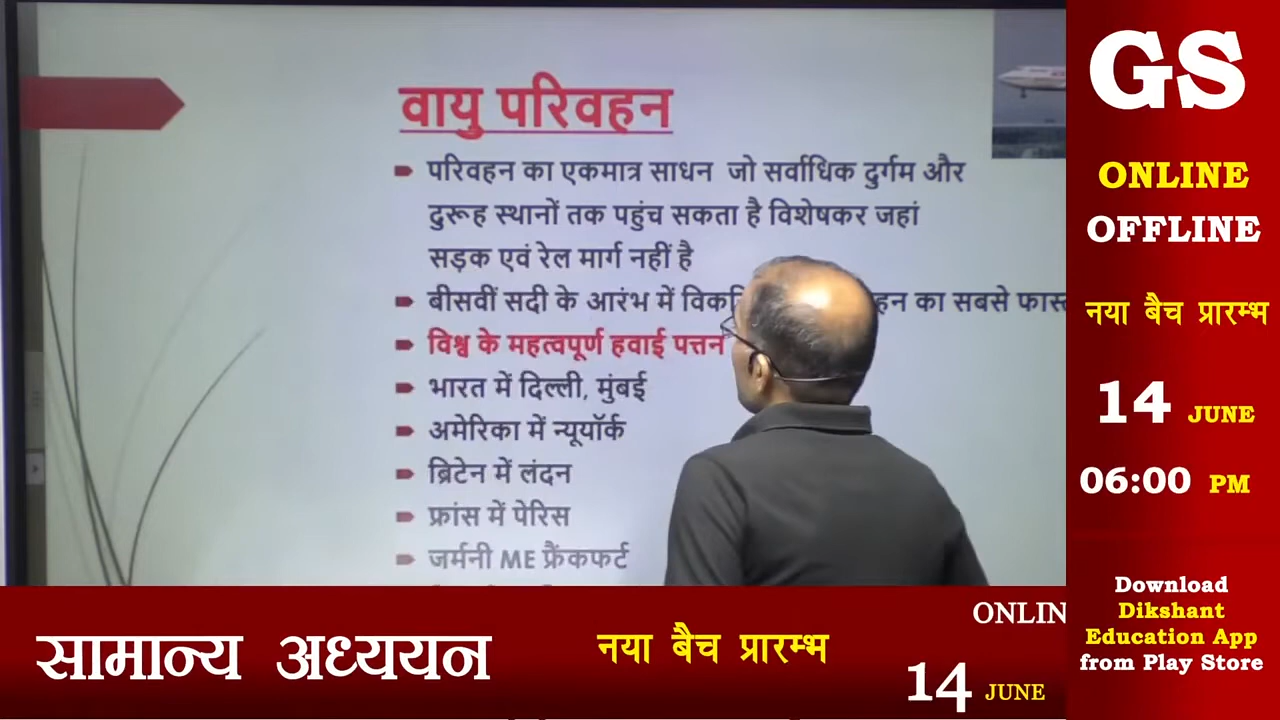 वायु परिवहन
परिवहन का एकमात्र साधन जो सर्वाधिक दुर्गम और
दुरूह स्थानों तक पहुंच सकता है विशेषकर जहां
सड़क एवं रेल मार्ग नहीं है
बीसवीं सदी के आरंभ में का सबसे
विश्व के महत्वपूर्ण हवाई पत्तन
भारत में दिल्ली, मुंबई
अमेरिका में न्यूयॉर्क
ब्रिटेन में लंदन
फ्रांस में पेरिस
जर्मनी ME फ्रैंकफर्ट
GS
ONLINE
OFFLINE
नया बैच प्रारम्भ
14 JUNE
06:00 PM
Download
Dikshant
Education App
from Play Store
सामान्य अध्ययन
नया बैच प्रारम्भ
ONLIN
14 JUNE